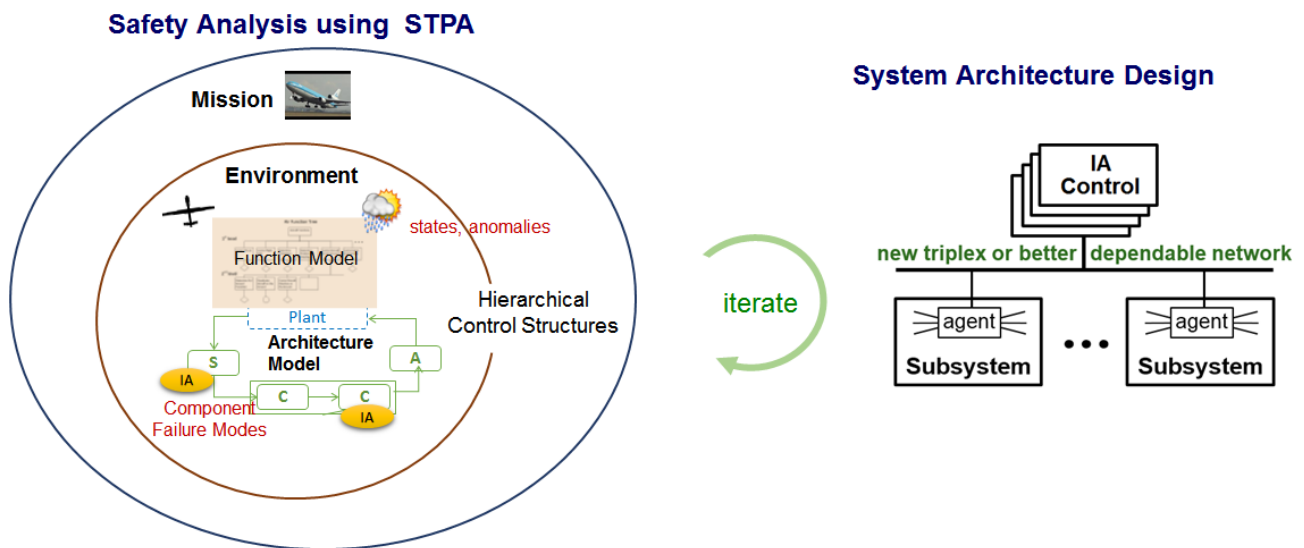 Safety Analysis using STPA
System Architecture Design
Mission
Environment
states, anomalies
Function Model
Plant
Hierarchical
Control Structures
Architecture
Model
S
A
IA
C
C
IA
Component
Failure Modes
iterate
IA
Control
new triplex or better
dependable network
agent
agent
Subsystem
Subsystem